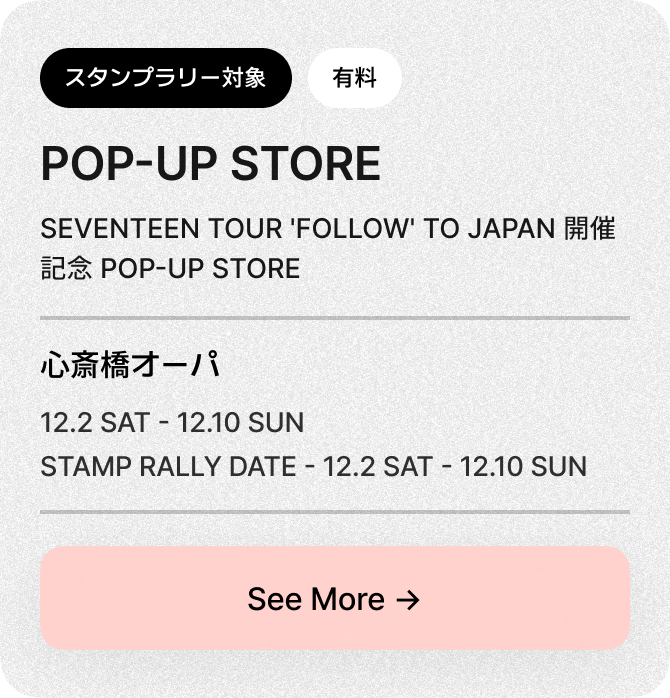 スタンプラリー対象
有料
POP-UP STORE
SEVENTEEN TOUR 'FOLLOW' TO JAPAN 開催
記念 POP-UP STORE
心斎橋オーパ
12.2 SAT - 12.10 SUN
STAMP RALLY DATE - 12.2 SAT - 12.10 SUN
See More →